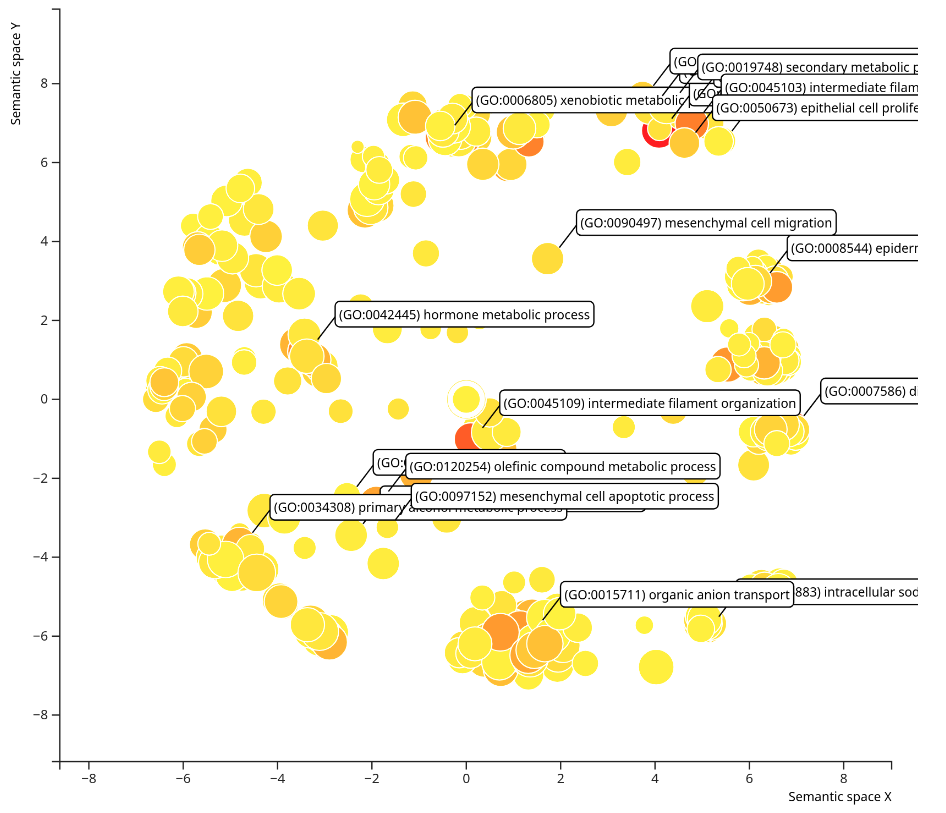 Semantic space Y
(GO:0019748) secondary metabolic p
(GO:0045103) intermediate filam
(GO:0006805) xenobiotic metabolic
(GO:0050673) epithelial cell prolife
(GO:0090497) mesenchymal cell migration
(GO:0008544) epiderm
(GO:0042445) hormone metabolic process
(GO:0007586) di
(GO:0045109) intermediate filament organization
(GO:0120254) olefinic compound metabolic process
(GO:0097152) mesenchymal cell apoptotic process
(GO:0034308) primary alcohol metabolic process
(GO:0015711) organic anion transport
883) intracellular sod
8
6
4
2
0
−2
−4
−6
−8
−8 −6 −4 −2 0 2 4 6 8
Semantic space X